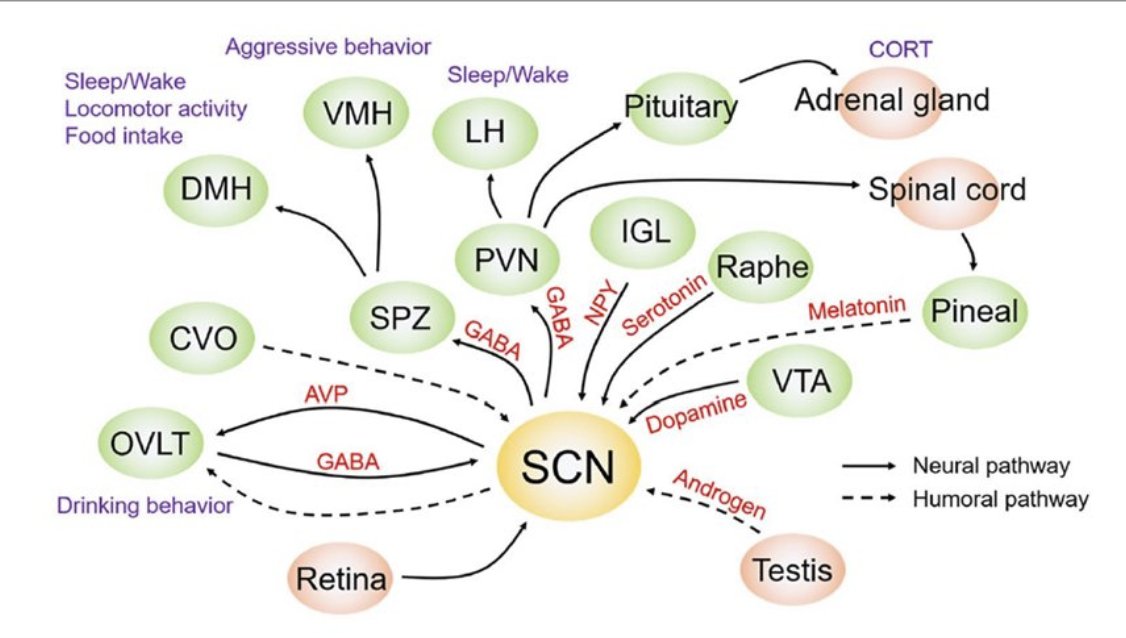 Aggressive behavior
CORT
Sleep/Wake
Sleep/Wake
Locomotor activity
Food intake
VMH
LH
Pituitary
Adrenal gland
DMH
Spinal cord
PVN
IGL
Raphe
SPZ
GABA
GABA
NPY
Serotonin
Melatonin
Pineal
CVO
VTA
Dopamine
AVP
OVLT
GABA
SCN
Neural pathway
Humoral pathway
Drinking behavior
Androgen
Retina
Testis